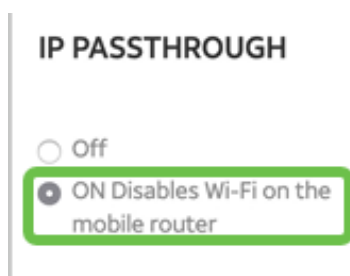 IP PASSTHROUGH
Off
ON Disables Wi-Fi on the
mobile router